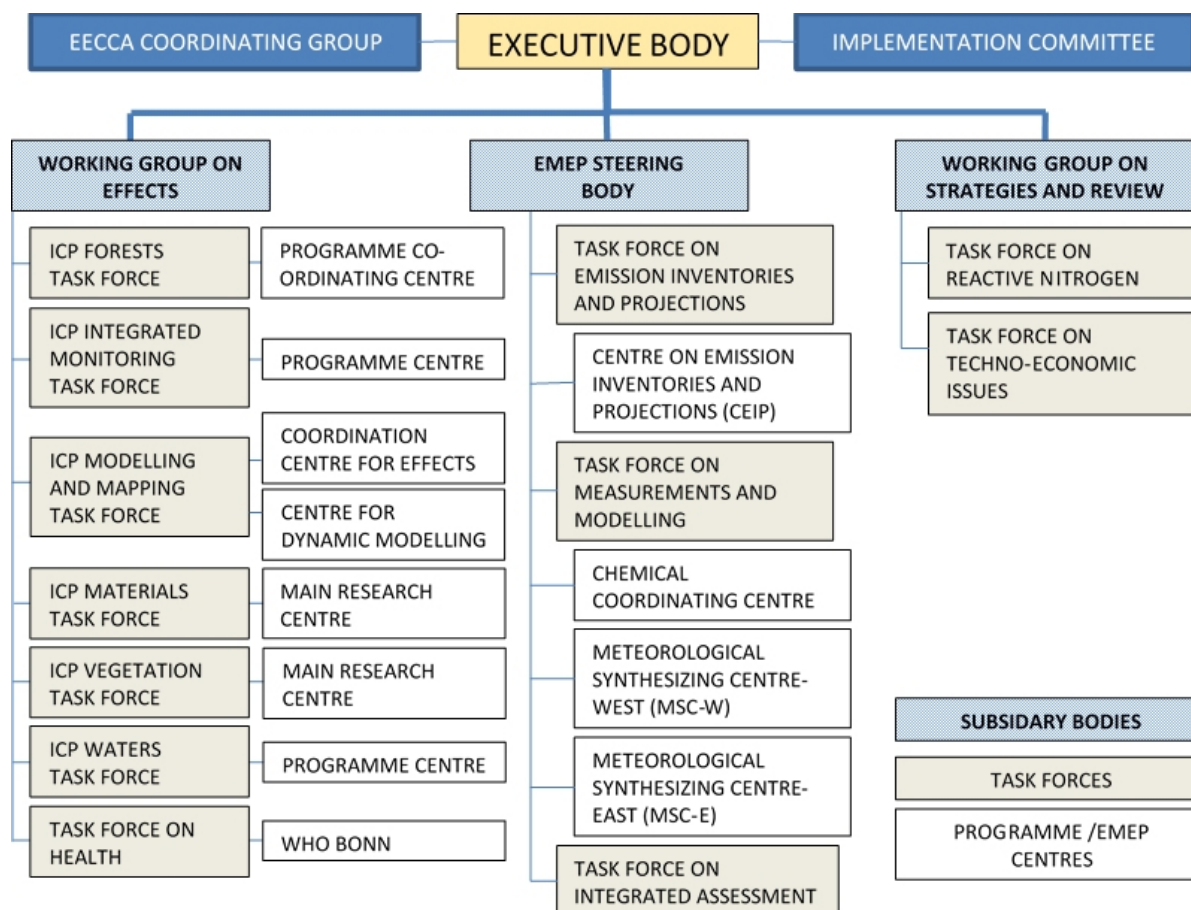 EECCA COORDINATING GROUP
EXECUTIVE BODY
IMPLEMENTATION COMMITTEE
WORKING GROUP ON
EFFECTS
ICP FORESTS
TASK FORCE
PROGRAMME CO-
ORDINATING CENTRE
ICP INTEGRATED
MONITORING
TASK FORCE
PROGRAMME CENTRE
ICP MODELLING
AND MAPPING
TASK FORCE
COORDINATION
CENTRE FOR EFFECTS
CENTRE FOR
DYNAMIC MODELLING
ICP MATERIALS
TASK FORCE
MAIN RESEARCH
CENTRE
ICP VEGETATION
TASK FORCE
MAIN RESEARCH
CENTRE
ICP WATERS
TASK FORCE
PROGRAMME CENTRE
TASK FORCE ON
HEALTH
WHO BONN
EMEP STEERING
BODY
TASK FORCE ON
EMISSION INVENTORIES
AND PROJECTIONS
CENTRE ON EMISSION
INVENTORIES AND
PROJECTIONS (CEIP)
TASK FORCE ON
MEASUREMENTS AND
MODELLING
CHEMICAL
COORDINATING CENTRE
METEOROLOGICAL
SYNTHESIZING CENTRE-
WEST (MSC-W)
METEOROLOGICAL
SYNTHESIZING CENTRE-
EAST (MSC-E)
TASK FORCE ON
INTEGRATED ASSESSMENT
WORKING GROUP ON
STRATEGIES AND REVIEW
TASK FORCE ON
REACTIVE NITROGEN
TASK FORCE ON
TECHNO-ECONOMIC
ISSUES
SUBSIDARY BODIES
TASK FORCES
PROGRAMME /EMEP
CENTRES